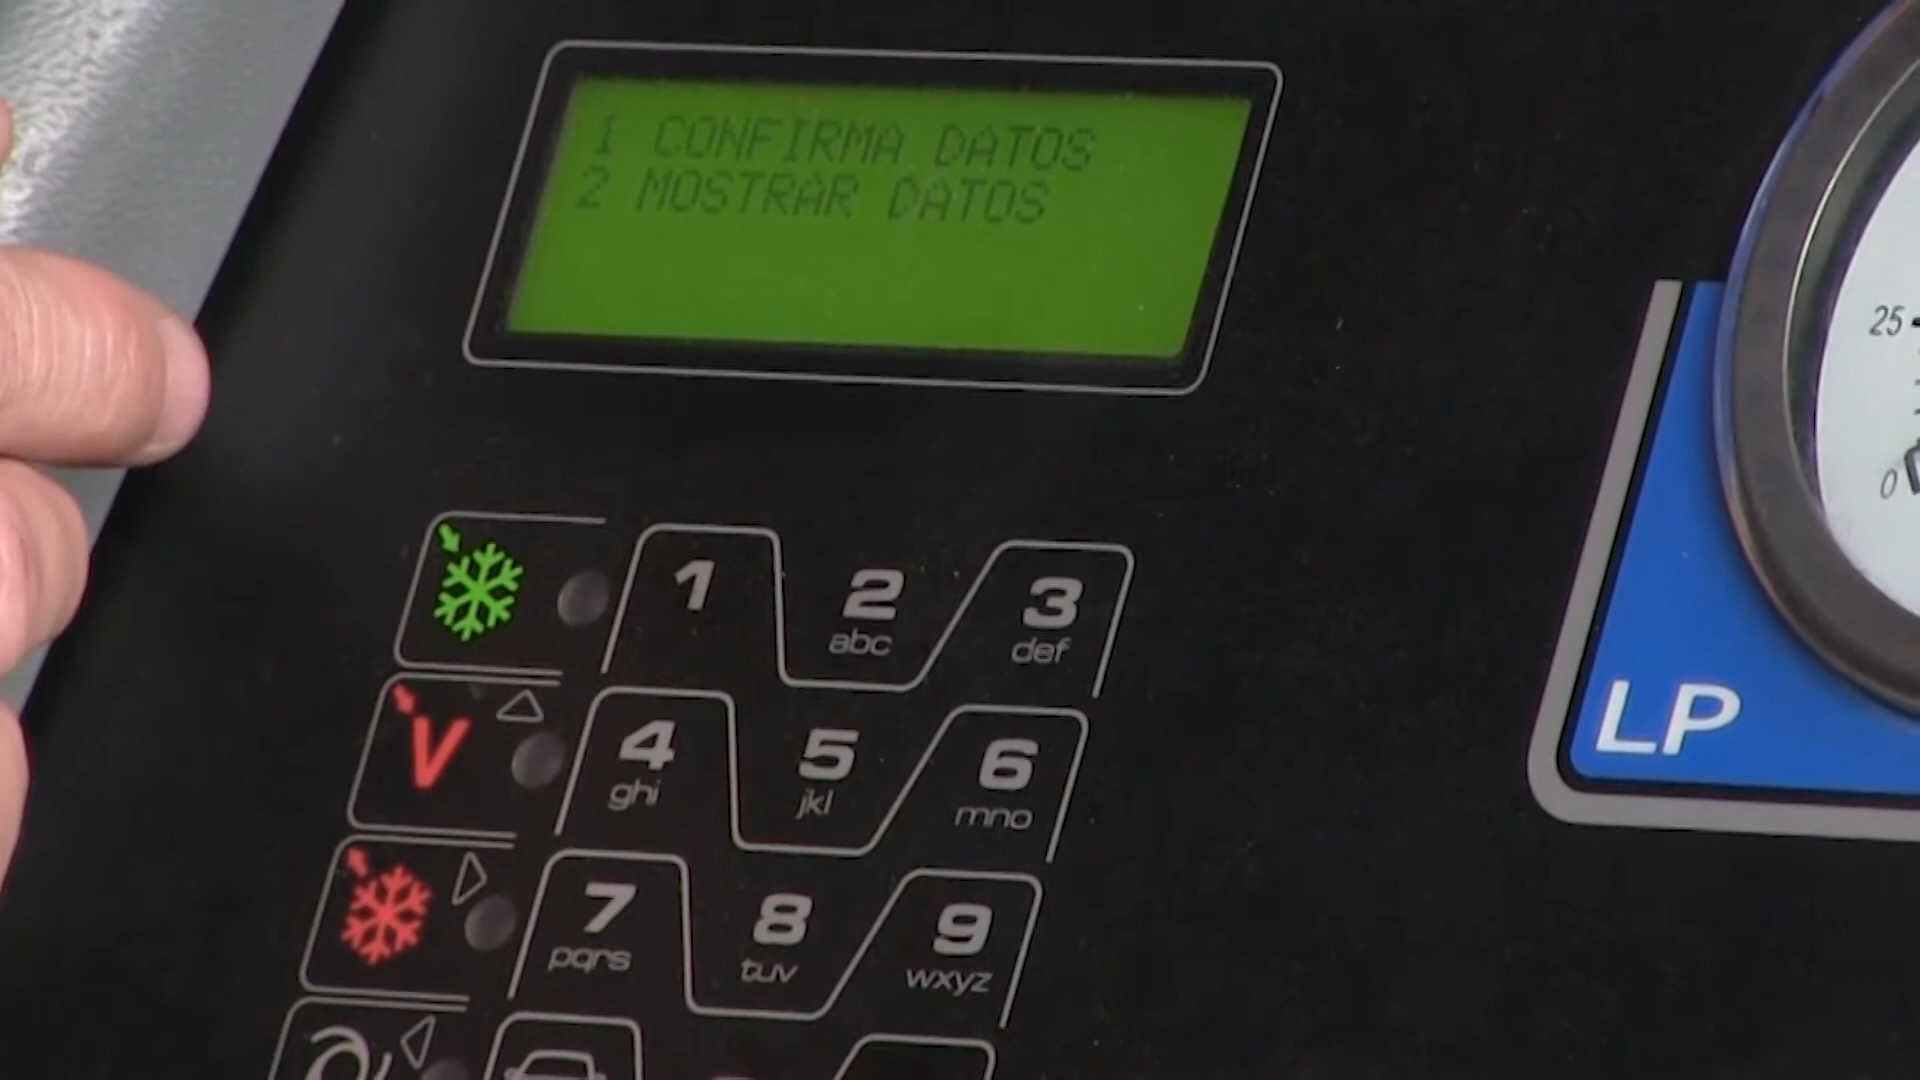 1 CONFIRMA DATOS
2 MOSTRAR DATOS
1
2
abc
3
def
V
4
ghi
5
jkl
6
mno
7
pqrs
8
tuv
9
wxyz
25
0
LP